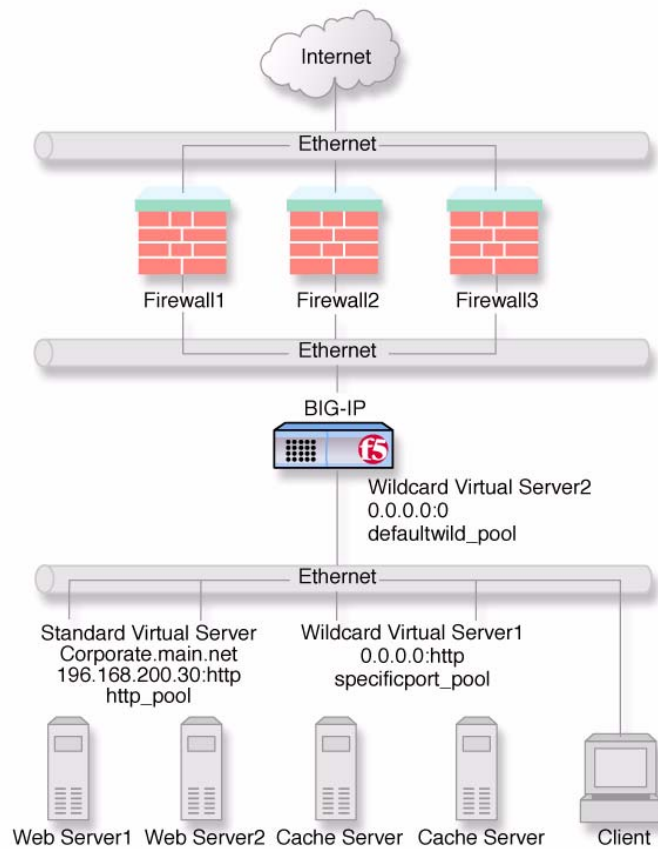 Internet
Ethernet
Firewall1
Firewall2
Firewall3
Ethernet
BIG-IP
f5
Wildcard Virtual Server2
0.0.0.0:0
defaultwild_pool
Ethernet
Standard Virtual Server
Corporate.main.net
196.168.200.30:http
http_pool
Wildcard Virtual Server1
0.0.0.0:http
specificport_pool
Web Server1
Web Server2
Cache Server
Cache Server
Client